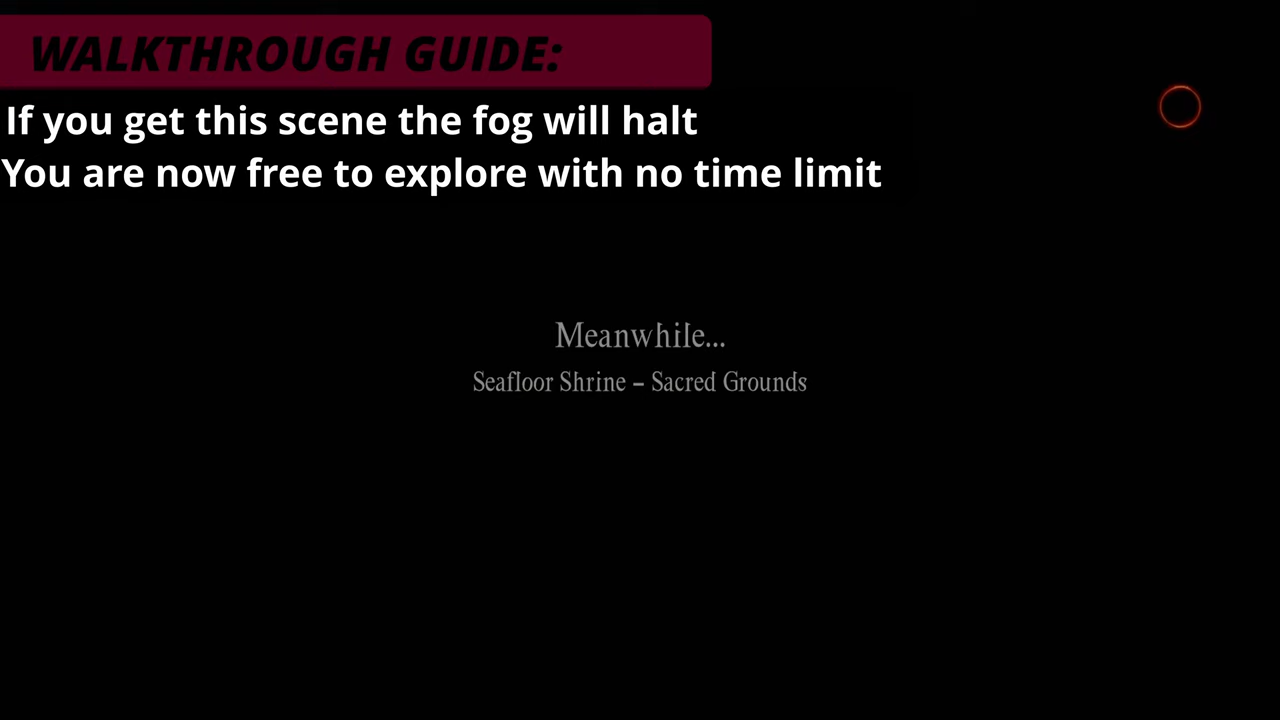 WALKTHROUGH GUIDE:
If you get this scene the fog will halt
You are now free to explore with no time limit
Meanwhile...
Seafloor Shrine – Sacred Grounds